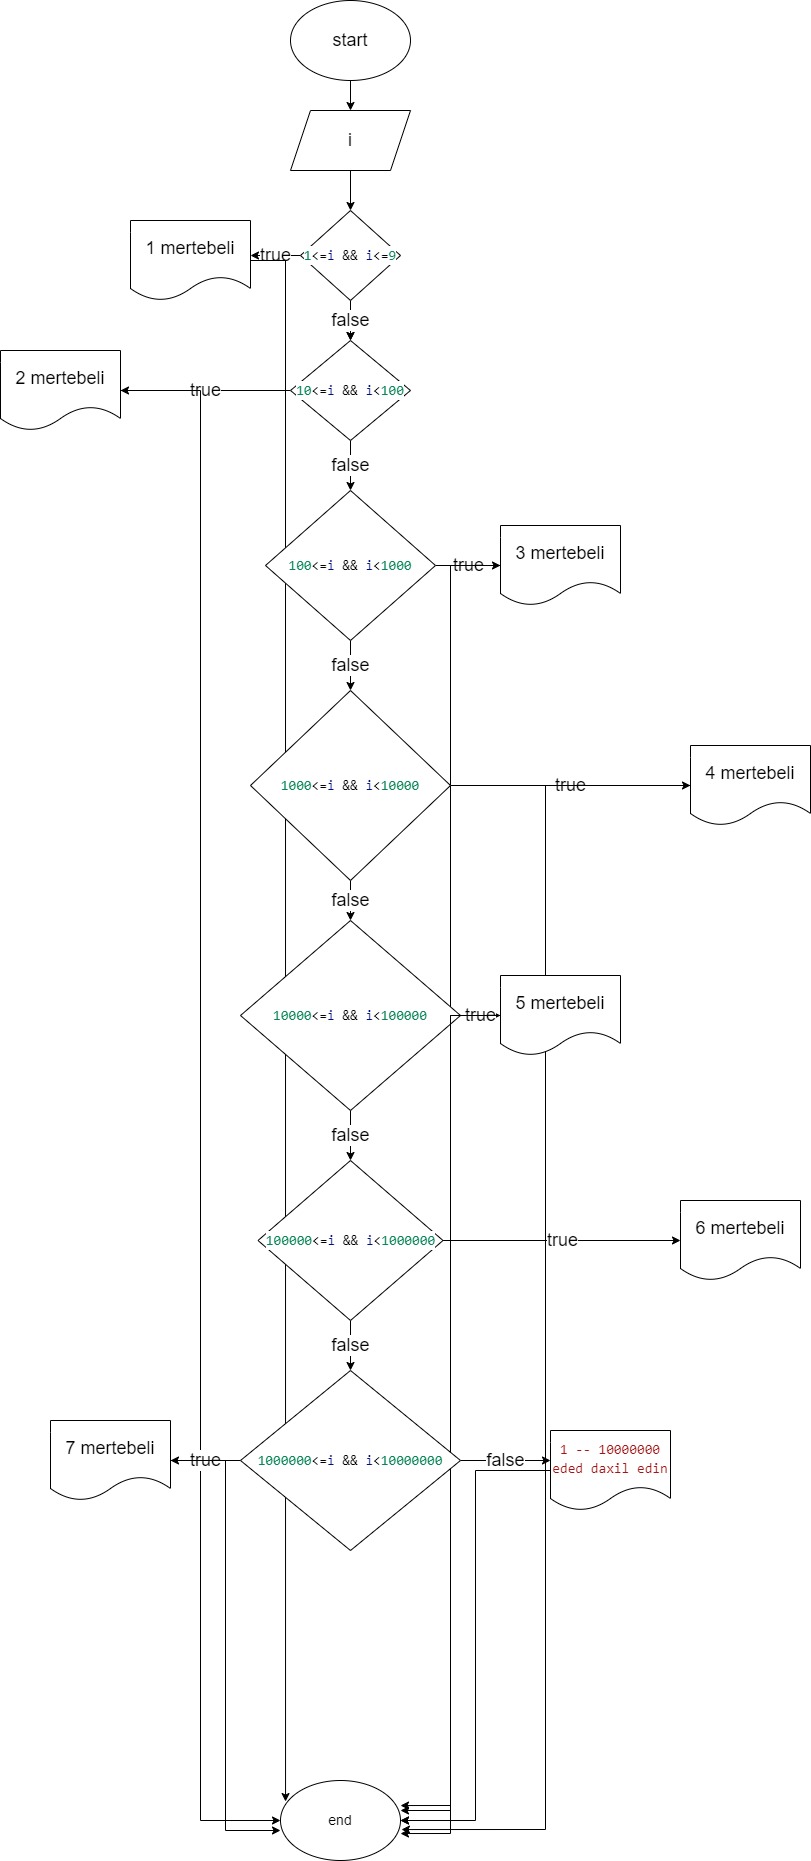 start
i
1 mertebeli
true
1<=i && i<=9
false
2 mertebeli
true
10<=i && i<100
false
100<=i && i<1000
true
3 mertebeli
false
1000<=i && i<10000
true
4 mertebeli
false
10000<=i && i<100000
true
5 mertebeli
false
100000<=i && i<1000000
true
6 mertebeli
false
7 mertebeli
true
1000000<=i && i<10000000
false
1 -- 10000000
eded daxil edin
end